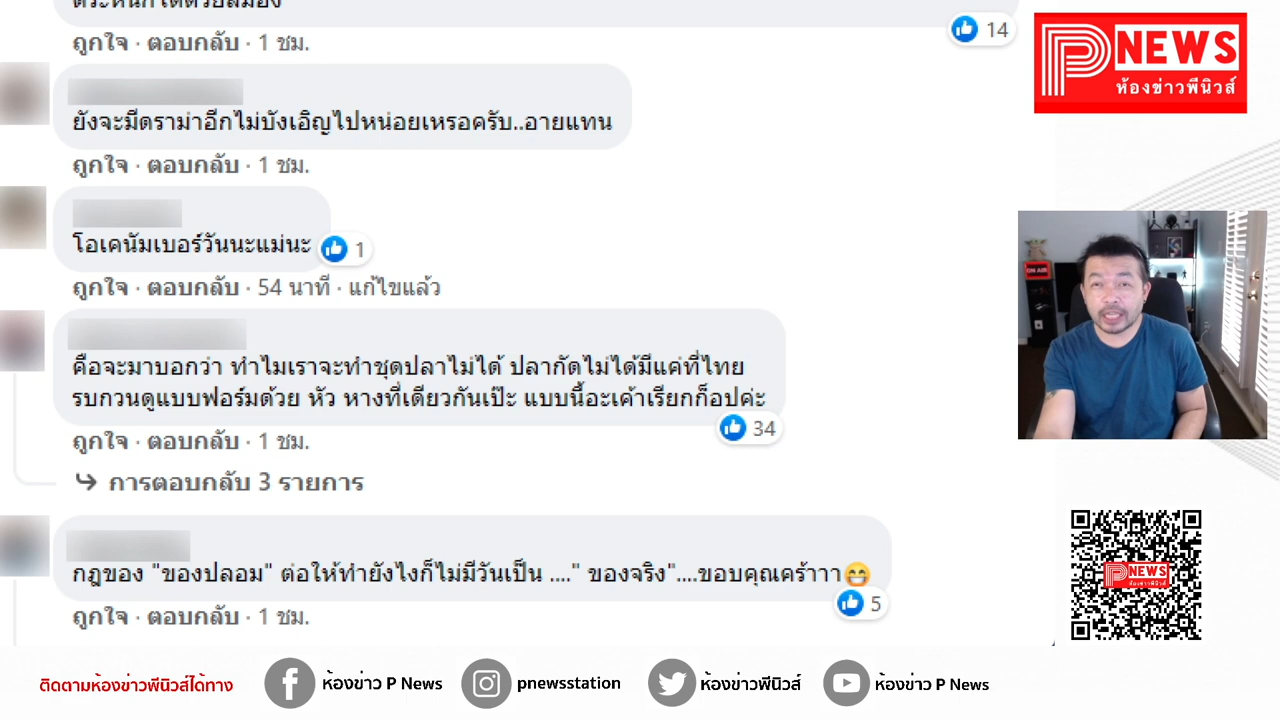 ถูกใจ · ตอบกลับ · 1 ชม.
14
ยังจะมีดราม่าอีกไม่บังเอิญไปหน่อยเหรอครับ..อายแทน
ถูกใจ · ตอบกลับ · 1 ชม.
โอเคนัมเบอร์วันนะแม่นะ
1
ถูกใจ · ตอบกลับ · 54 นาที · แก้ไขแล้ว
คือจะมาบอกว่า ทำไมเราจะทำชุดปลาไม่ได้ ปลากัดไม่ได้มีแค่ที่ไทย
รบกวนดูแบบฟอร์มด้วย หัว หางที่เดียวกันเป๊ะ แบบนี้อะเค้าเรียกก็อปค่ะ
34
ถูกใจ · ตอบกลับ · 1 ชม.
การตอบกลับ 3 รายการ
กฎของ "ของปลอม" ต่อให้ทำยังไงก็ไม่มีวันเป็น ...." ของจริง"....ขอบคุณคร้าาา😁
5
ถูกใจ · ตอบกลับ · 1 ชม.
P NEWS
ห้องข่าวพีนิวส์
ON AIR
P NEWS
ห้องข่าวพีนิวส์
ติดตามห้องข่าวพีนิวส์ได้ทาง
ห้องข่าว P News
pnewsstation
ห้องข่าวพีนิวส์
ห้องข่าว P News